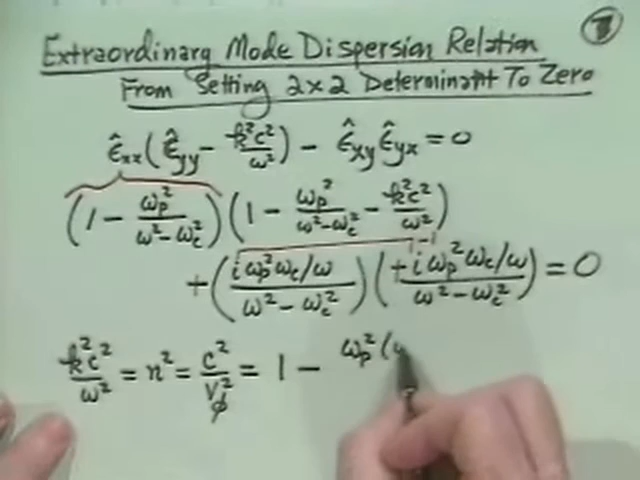 7
Extraordinary Mode Dispersion Relation
From Setting 2x2 Determinant To Zero
ε̂xx(ε̂yy - k²c²/ω²) - ε̂xy ε̂yx = 0
(1 - ωp²/(ω² - ωc²)) (1 - ωp²/(ω² - ωc²) - k²c²/ω²)
+ (iωp²ωc/ω / (ω² - ωc²)) (+iωp²ωc/ω / (ω² - ωc²)) = 0
k²c²/ω² = n² = c²/vϕ² = 1 - ωp²(